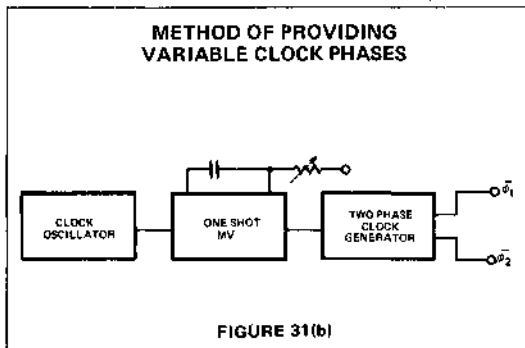 METHOD OF PROVIDING
VARIABLE CLOCK PHASES
CLOCK
OSCILLATOR
ONE SHOT
MV
TWO PHASE
CLOCK
GENERATOR
ϕ̅₁
ϕ̅₂
FIGURE 31(b)